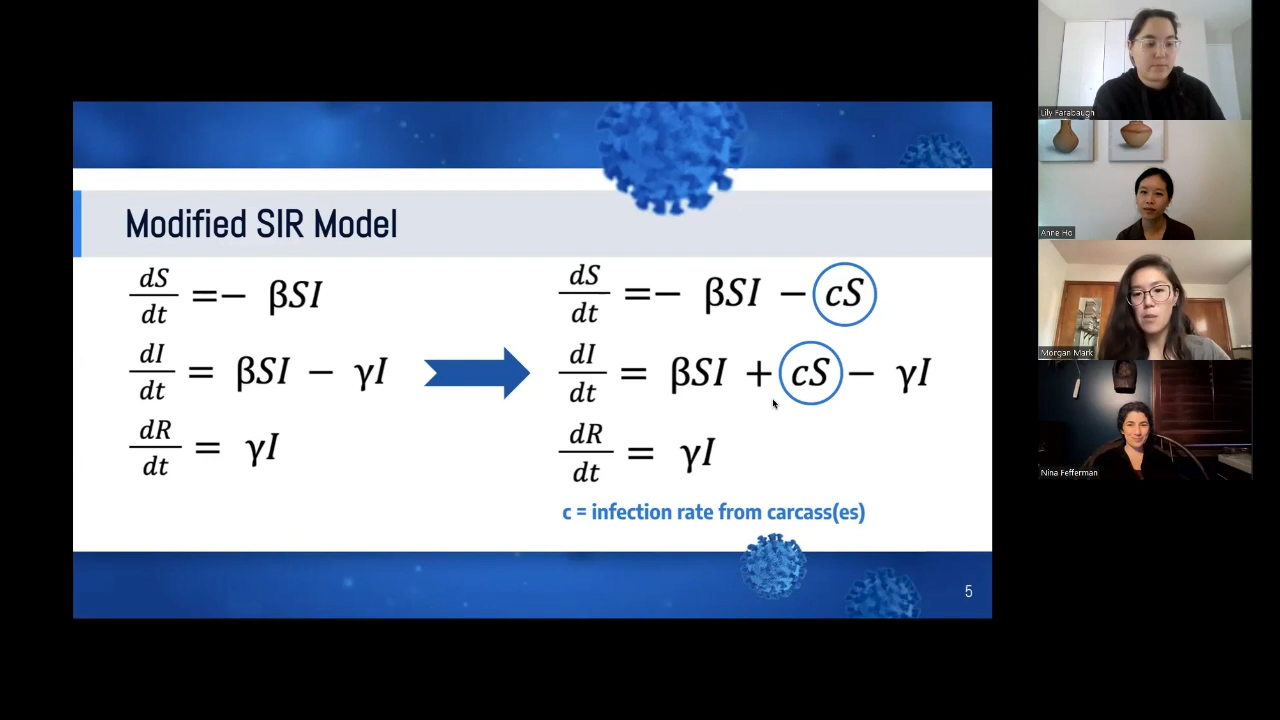 Modified SIR Model
dS/dt =− βSI
dI/dt = βSI − γI
dR/dt = γI
dS/dt =− βSI − cS
dI/dt = βSI + cS − γI
dR/dt = γI
c = infection rate from carcass(es)
5
Lily Farabaugh
Anne Ho
Morgan Mark
Nina Fefferman